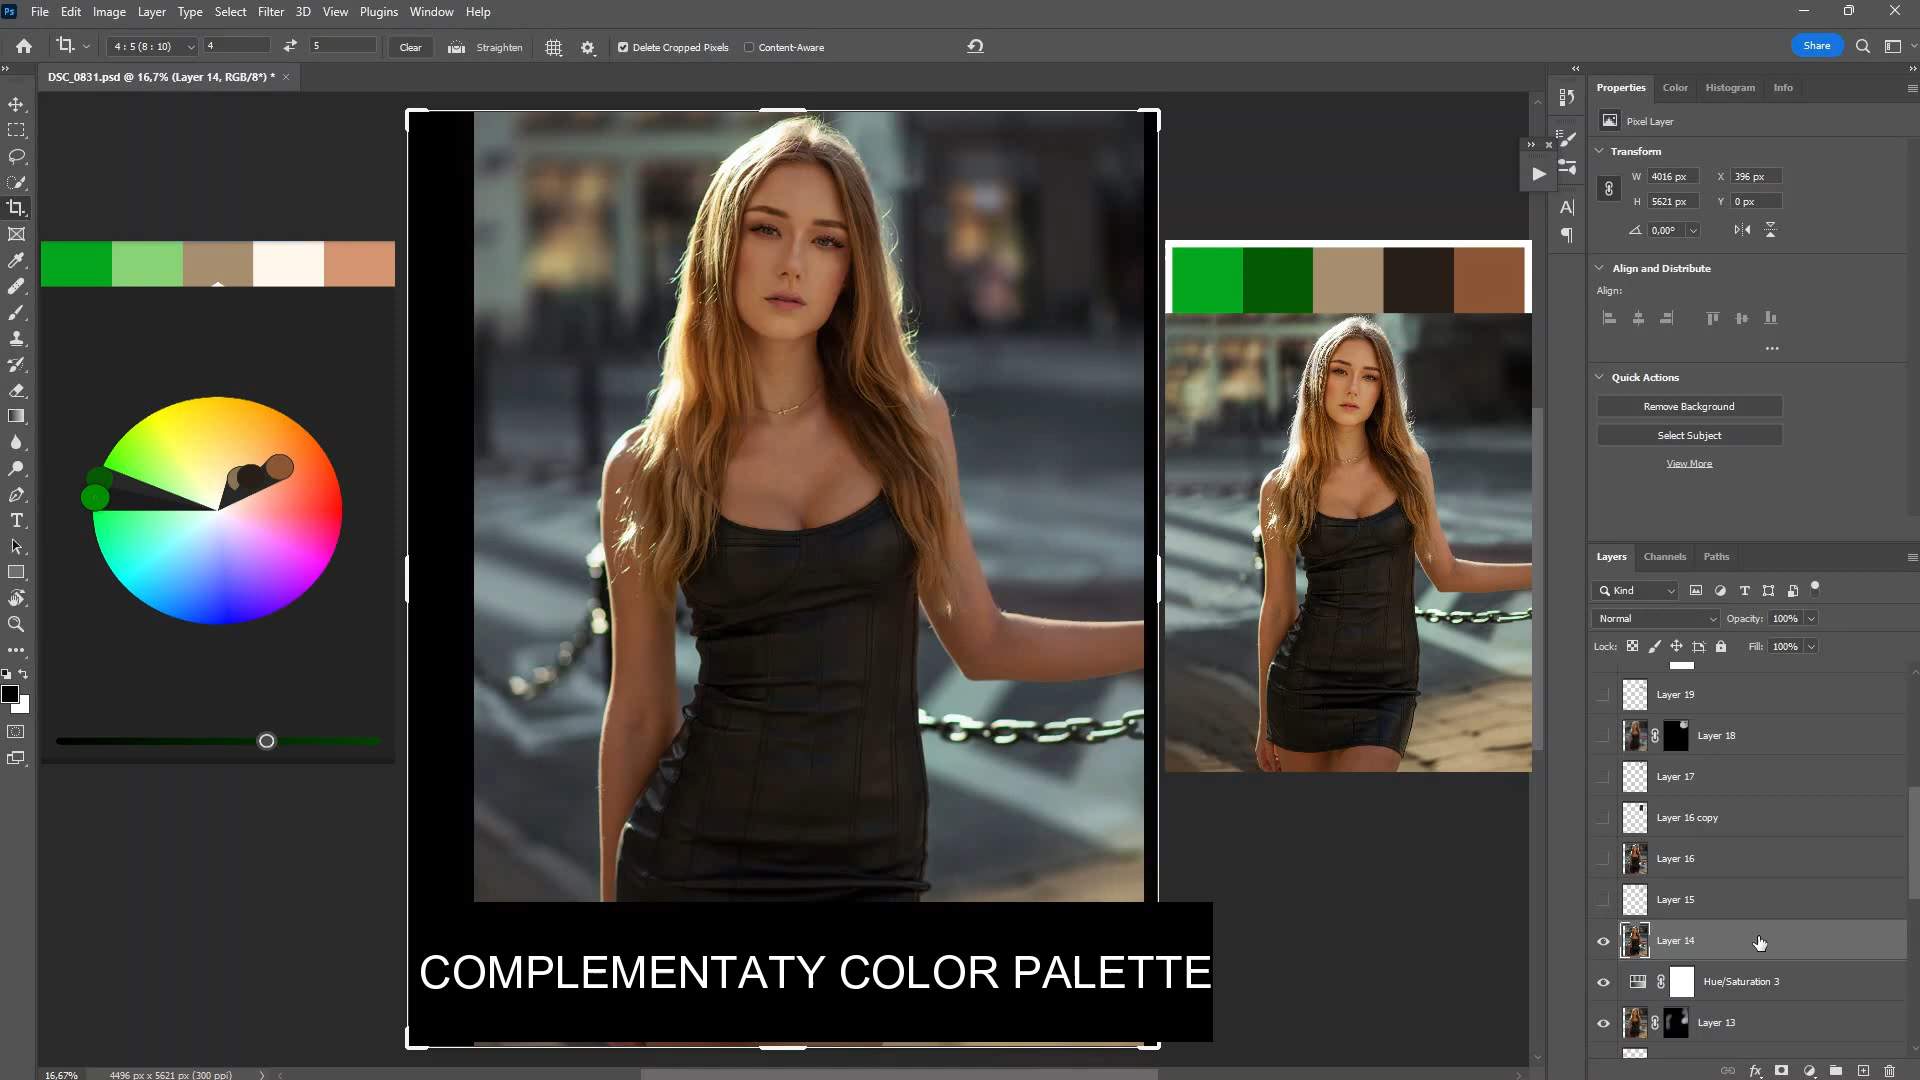 Ps File Edit Image Layer Type Select Filter 3D View Plugins Window Help
4 : 5 (8 : 10) 4 5 Clear Straighten Delete Cropped Pixels Content-Aware Share
DSC_0831.psd @ 16,7% (Layer 14, RGB/8*) * ×
Properties Color Histogram Info
Pixel Layer
Transform
W 4016 px X 396 px
H 5621 px Y 0 px
0,00°
Align and Distribute
Align:
Quick Actions
Remove Background
Select Subject
View More
Layers Channels Paths
Kind
Normal Opacity: 100%
Lock: Fill: 100%
Layer 19
Layer 18
Layer 17
Layer 16 copy
Layer 16
Layer 15
Layer 14
Hue/Saturation 3
Layer 13
COMPLEMENTATY COLOR PALETTE
16,67% 4496 px x 5621 px (300 ppi)